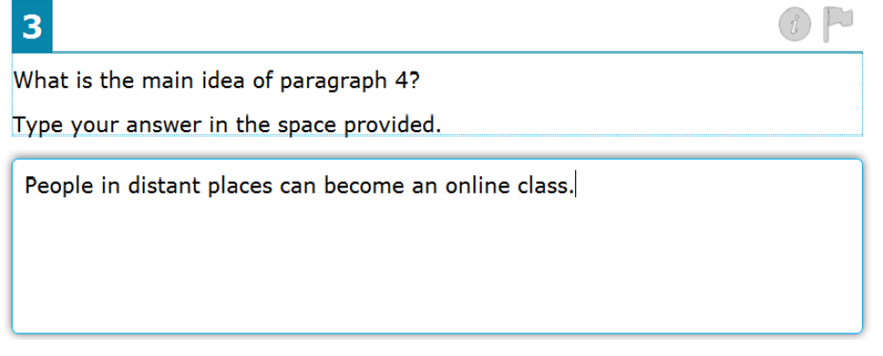 3
What is the main idea of paragraph 4?
Type your answer in the space provided.
People in distant places can become an online class.